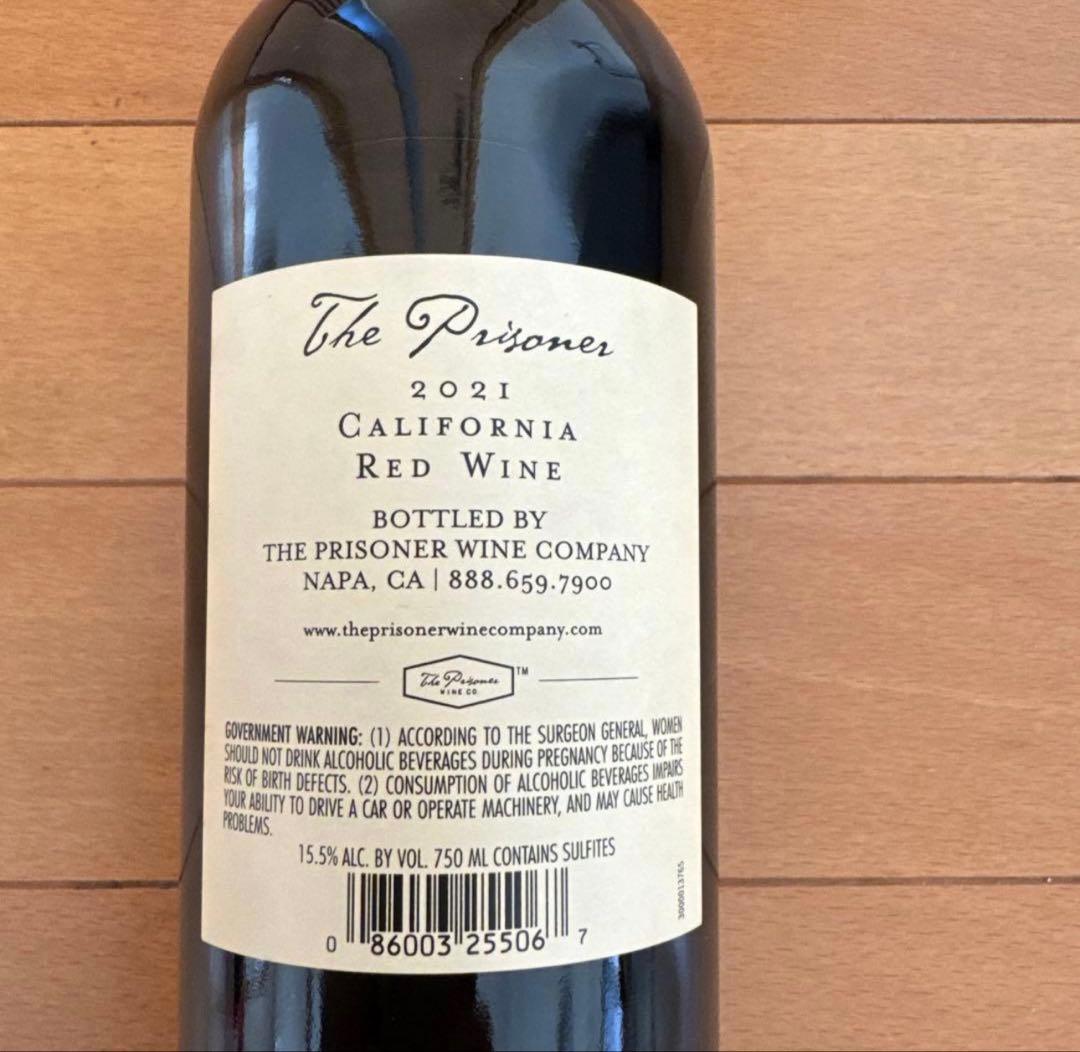 The Prisoner
2021
CALIFORNIA
RED WINE
BOTTLED BY
THE PRISONER WINE COMPANY
NAPA, CA | 888.659.7900
www.theprisonerwinecompany.com
The Prisoner TM
WINE CO.
GOVERNMENT WARNING: (1) ACCORDING TO THE SURGEON GENERAL, WOMEN
SHOULD NOT DRINK ALCOHOLIC BEVERAGES DURING PREGNANCY BECAUSE OF THE
RISK OF BIRTH DEFECTS. (2) CONSUMPTION OF ALCOHOLIC BEVERAGES IMPAIRS
YOUR ABILITY TO DRIVE A CAR OR OPERATE MACHINERY, AND MAY CAUSE HEALTH
PROBLEMS.
15.5% ALC. BY VOL. 750 ML CONTAINS SULFITES
3000013765
0 86003 25506 7